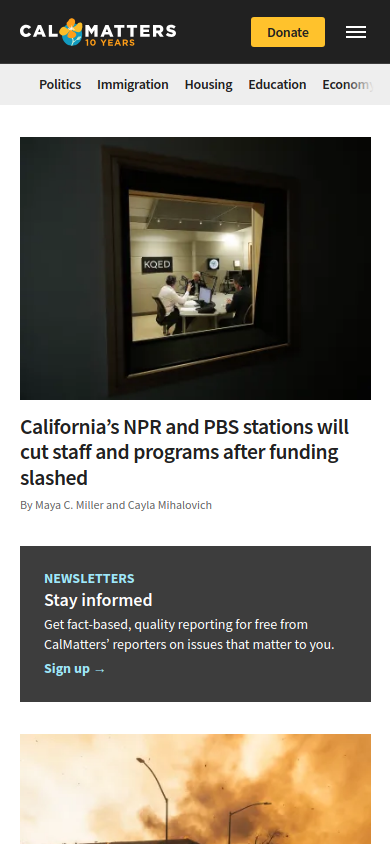 CALMATTERS
10 YEARS
Donate
Politics Immigration Housing Education Economy
KQED
California’s NPR and PBS stations will
cut staff and programs after funding
slashed
By Maya C. Miller and Cayla Mihalovich
NEWSLETTERS
Stay informed
Get fact-based, quality reporting for free from
CalMatters’ reporters on issues that matter to you.
Sign up →